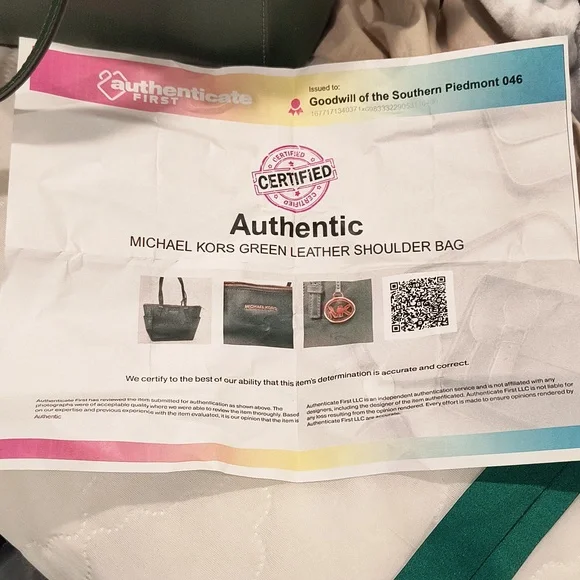 authenticate
FIRST
Issued to:
Goodwill of the Southern Piedmont 046
CERTIFIED
CERTIFIED
CERTIFIED
Authentic
MICHAEL KORS GREEN LEATHER SHOULDER BAG
MICHAEL KORS
MK
We certify to the best of our ability that this item's determination is accurate and correct.
Authenticate First has reviewed the item submitted for authentication as shown above. The
photographs were of acceptable quality where we were able to review the item thoroughly. Based
on our expertise and previous experience with the item evaluated, it is our opinion that the item is
Authentic
Authenticate First LLC is an independent authentication service and is not affiliated with any
designers, including the designer of the item authenticated. Authenticate First LLC is not liable for
any loss resulting from the opinion rendered. Every effort is made to ensure opinions rendered by
Authenticate First LLC are accurate.